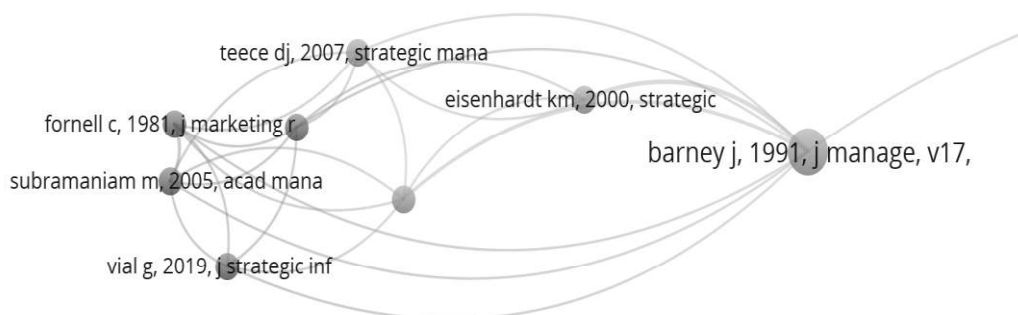 teece dj, 2007, strategic mana
eisenhardt km, 2000, strategic
fornell c, 1981, j marketing r
barney j, 1991, j manage, v17,
subramaniam m, 2005, acad mana
vial g, 2019, j strategic inf